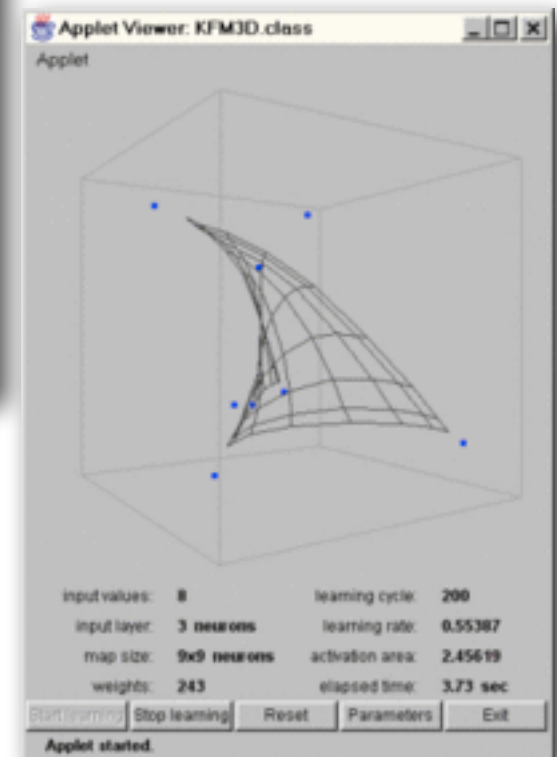 Applet Viewer: KFM3D.class
Applet
input values: 8 learning cycle: 200
input layer: 3 neurons learning rate: 0.55387
map size: 9x9 neurons activation area: 2.45619
weights: 243 elapsed time: 3.73 sec
Start learning Stop learning Reset Parameters Exit
Applet started.